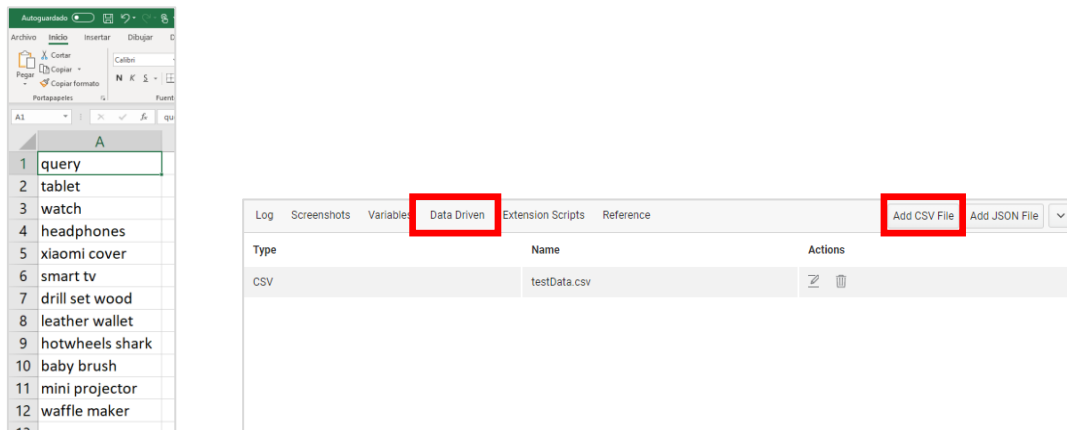 Autoguardado
Archivo Inicio Insertar Dibujar D
Cortar
Copiar
Copiar formato
Pegar
Calibri
N K S
Portapapeles
Fuent
A1 fx qu
A
1 query
2 tablet
3 watch
4 headphones
5 xiaomi cover
6 smart tv
7 drill set wood
8 leather wallet
9 hotwheels shark
10 baby brush
11 mini projector
12 waffle maker
13
Log Screenshots Variables Data Driven Extension Scripts Reference Add CSV File Add JSON File
Type Name Actions
CSV testData.csv